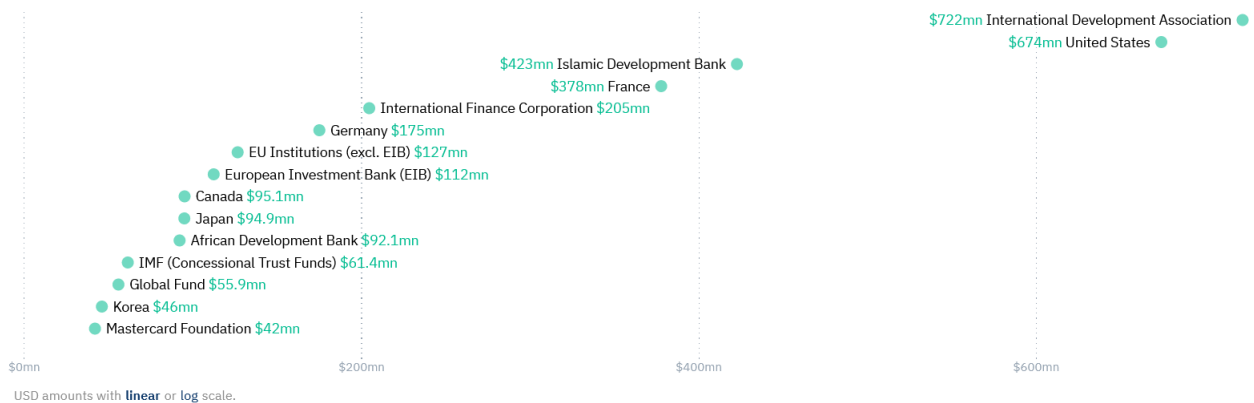 $722mn International Development Association
$674mn United States
$423mn Islamic Development Bank
$378mn France
International Finance Corporation $205mn
Germany $175mn
EU Institutions (excl. EIB) $127mn
European Investment Bank (EIB) $112mn
Canada $95.1mn
Japan $94.9mn
African Development Bank $92.1mn
IMF (Concessional Trust Funds) $61.4mn
Global Fund $55.9mn
Korea $46mn
Mastercard Foundation $42mn
$0mn $200mn $400mn $600mn
USD amounts with linear or log scale.